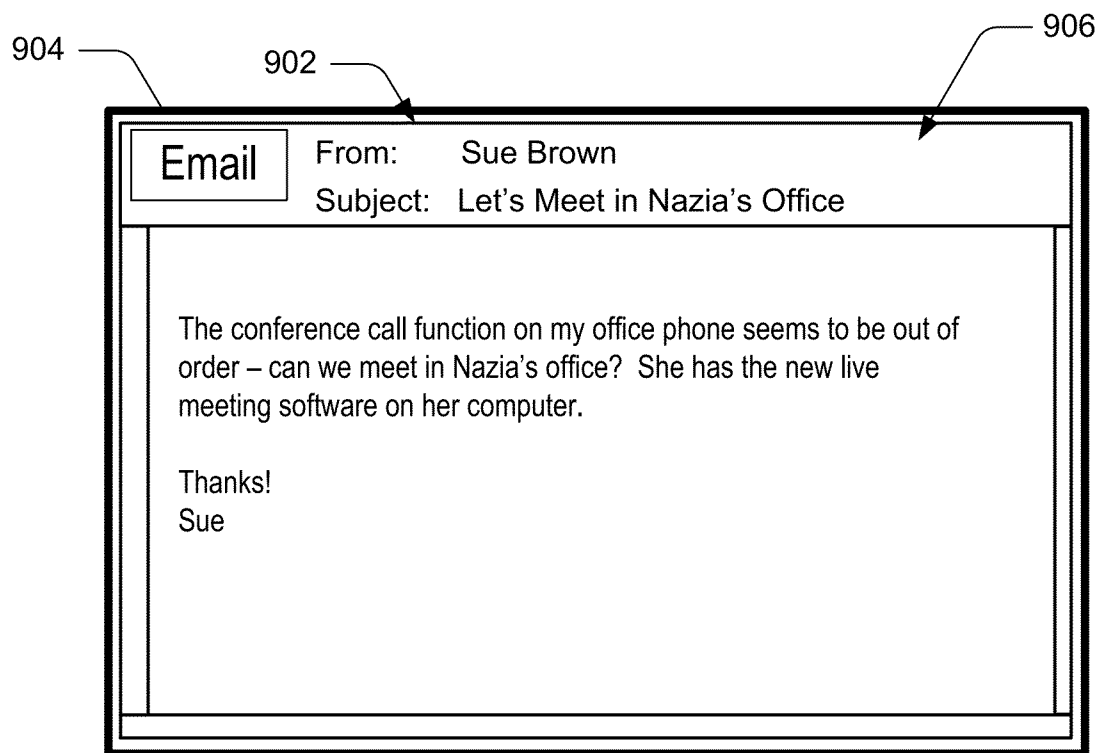 904
902
906
Email
From: Sue Brown
Subject: Let's Meet in Nazia's Office
The conference call function on my office phone seems to be out of
order – can we meet in Nazia's office?  She has the new live
meeting software on her computer.
Thanks!
Sue